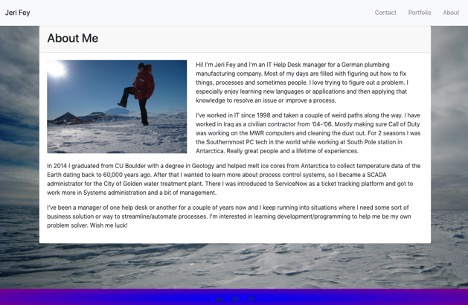 Jeri Fey
Contact Portfolio About
About Me
Hi! I'm Jeri Fey and I'm an IT Help Desk manager for a German plumbing
manufacturing company. Most of my days are filled with figuring out how to fix
things, processes and sometimes people. I love trying to figure out a problem. I
especially enjoy learning new languages or applications and then applying that
knowledge to resolve an issue or improve a process.
I've worked in IT since 1998 and taken a couple of weird paths along the way. I have
worked in Iraq as a civilian contractor from '04-'06. Mostly making sure Call of Duty
was working on the MWR computers and cleaning the dust out. For 2 seasons I was
the Southernmost PC tech in the world while working at South Pole station in
Antarctica. Really great people and a lifetime of experiences.
In 2014 I graduated from CU Boulder with a degree in Geology and helped melt ice cores from Antarctica to collect temperature data of the
Earth dating back to 60,000 years ago. After that I wanted to learn more about process control systems, so I became a SCADA
administrator for the City of Golden water treatment plant. There I was introduced to ServiceNow as a ticket tracking platform and got to
work more in Systems administration and a bit of management.
I've been a manager of one help desk or another for a couple of years now and I keep running into situations where I need some sort of
business solution or way to streamline/automate processes. I'm interested in learning development/programming to help me be my own
problem solver. Wish me luck!